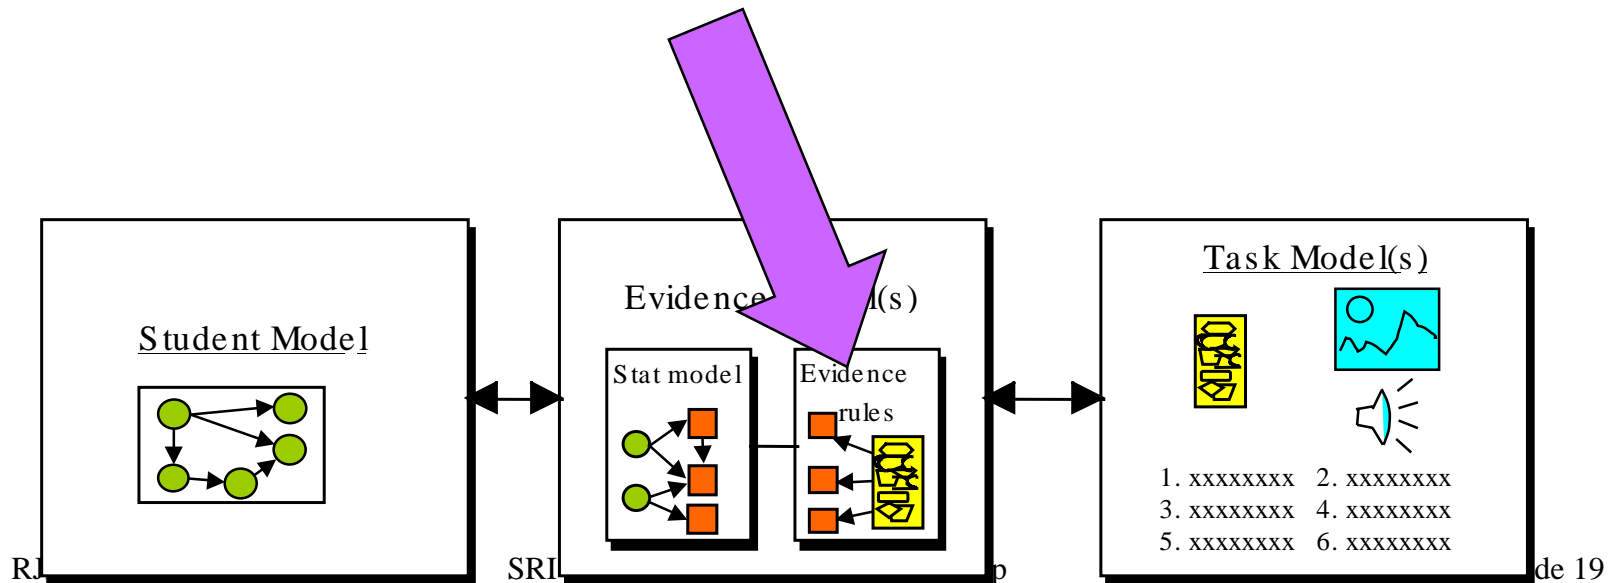 Task Model(s)
Evidence l(s)
Student Model
Stat model
Evidence
rules
1. xxxxxxxx 2. xxxxxxxx
3. xxxxxxxx 4. xxxxxxxx
5. xxxxxxxx 6. xxxxxxxx
RJ SRI p de 19